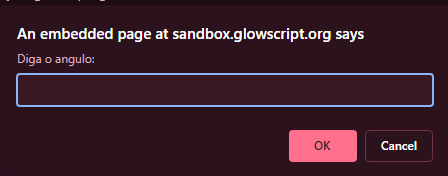 An embedded page at sandbox.glowscript.org says
Diga o angulo:
OK Cancel